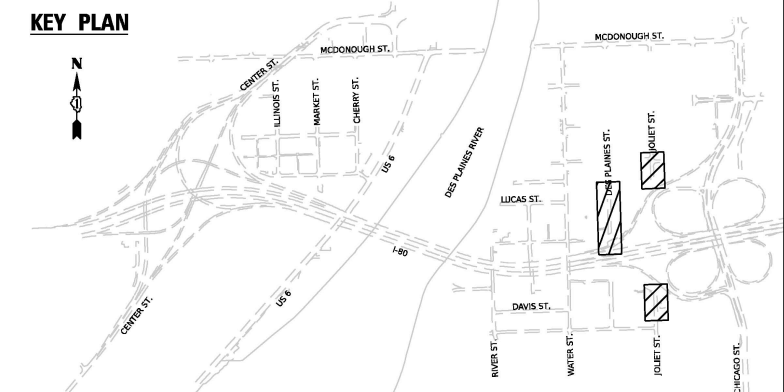 KEY PLAN
N
MCDONOUGH ST.
MCDONOUGH ST.
CENTER ST.
ILLINOIS ST.
MARKET ST.
CHERRY ST.
US 6
DES PLAINES RIVER
DES PLAINES ST.
JOLIET ST.
LUCAS ST.
I-80
US 6
CENTER ST.
DAVIS ST.
RIVER ST.
WATER ST.
JOLIET ST.
CHICAGO ST.